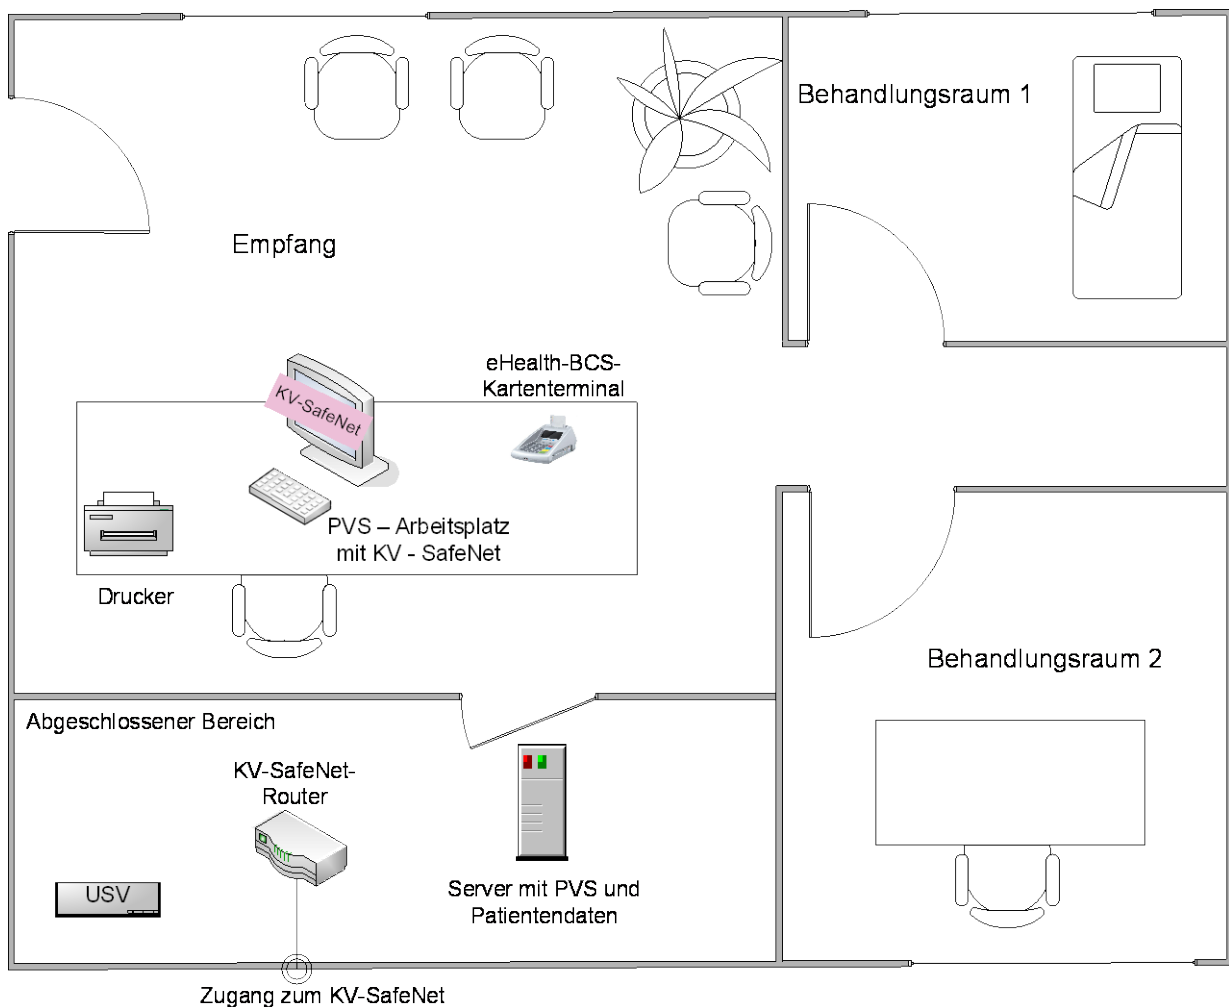 Behandlungsraum 1
Empfang
eHealth-BCS-
Kartenterminal
KV-SafeNet
PVS – Arbeitsplatz
mit KV - SafeNet
Drucker
Behandlungsraum 2
Abgeschlossener Bereich
KV-SafeNet-
Router
USV
Server mit PVS und
Patientendaten
Zugang zum KV-SafeNet